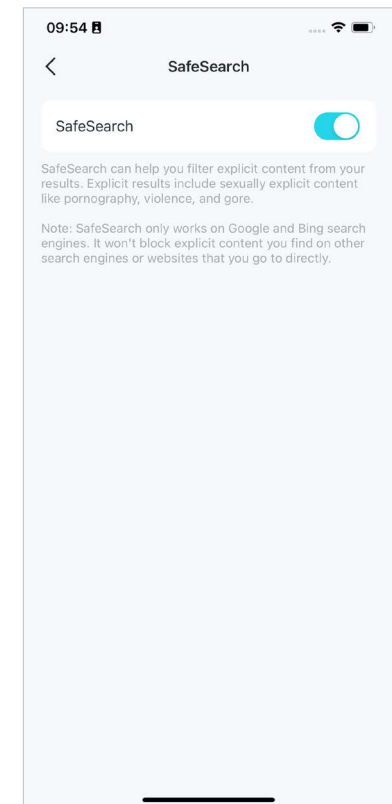 09:54
SafeSearch
SafeSearch
SafeSearch can help you filter explicit content from your
results. Explicit results include sexually explicit content
like pornography, violence, and gore.
Note: SafeSearch only works on Google and Bing search
engines. It won't block explicit content you find on other
search engines or websites that you go to directly.